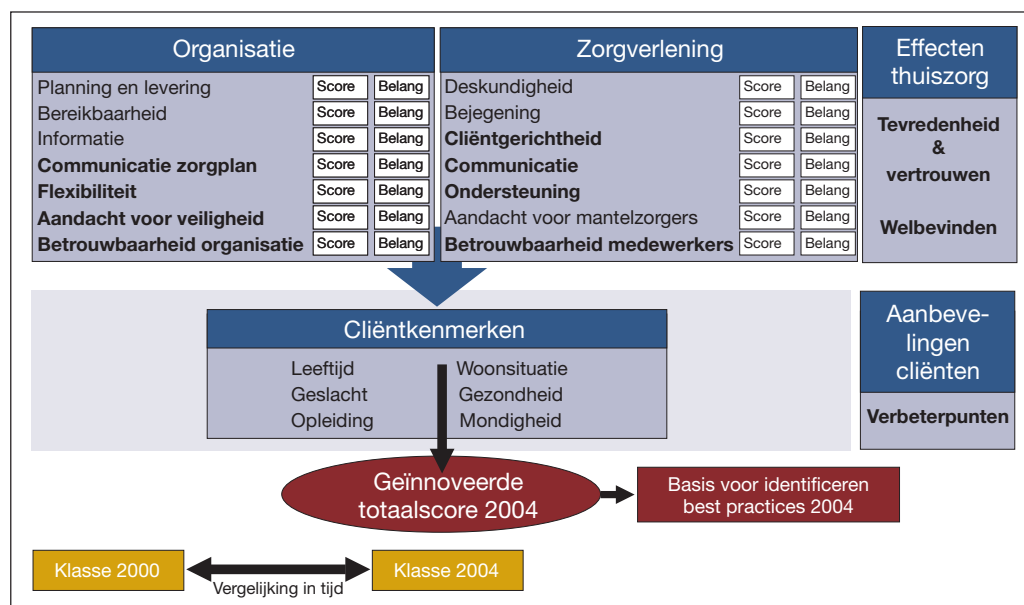 Organisatie
Planning en levering Score Belang
Bereikbaarheid Score Belang
Informatie Score Belang
Communicatie zorgplan Score Belang
Flexibiliteit Score Belang
Aandacht voor veiligheid Score Belang
Betrouwbaarheid organisatie Score Belang
Zorgverlening
Deskundigheid Score Belang
Bejegening Score Belang
Cliëntgerichtheid Score Belang
Communicatie Score Belang
Ondersteuning Score Belang
Aandacht voor mantelzorgers Score Belang
Betrouwbaarheid medewerkers Score Belang
Effecten
thuiszorg
Tevredenheid
&
vertrouwen
Welbevinden
Cliëntkenmerken
Leeftijd Woonsituatie
Geslacht Gezondheid
Opleiding Mondigheid
Aanbeve-
lingen
cliënten
Verbeterpunten
Geïnnoveerde
totaalscore 2004
Basis voor identificeren
best practices 2004
Klasse 2000
Vergelijking in tijd
Klasse 2004